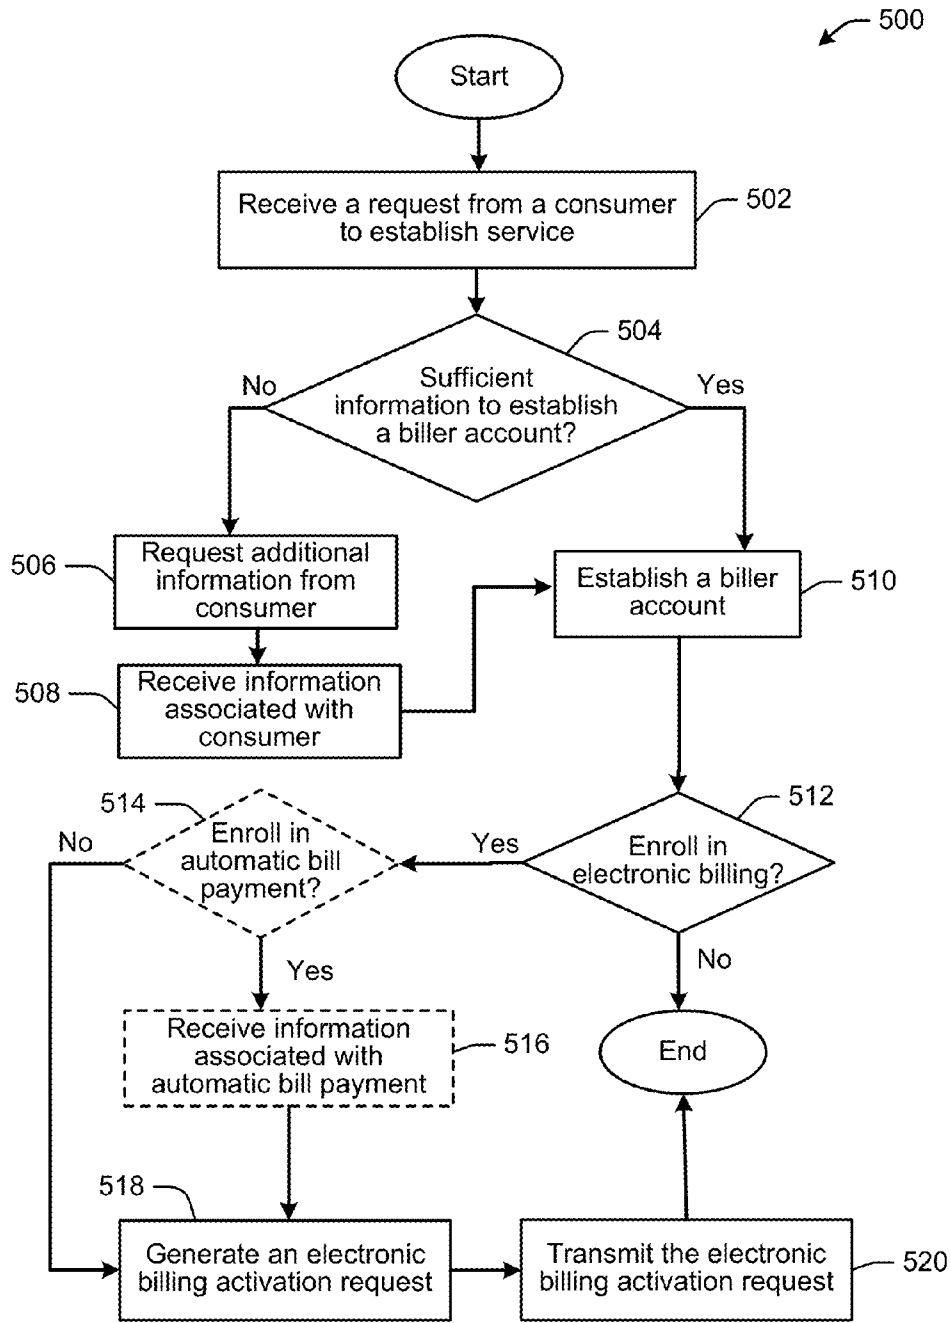 500
Start
Receive a request from a consumer
to establish service
502
504
No
Sufficient
information to establish
a biller account?
Yes
506
Request additional
information from
consumer
Establish a biller
account
510
508
Receive information
associated with
consumer
514
Enroll in
automatic bill
payment?
No
Yes
512
Enroll in
electronic billing?
Yes
No
Receive information
associated with
automatic bill payment
516
End
518
Generate an electronic
billing activation request
Transmit the electronic
billing activation request
520